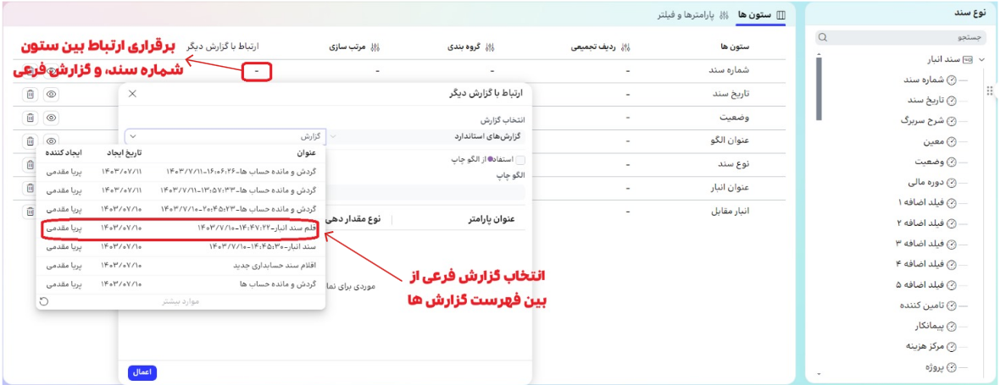 نوع سند
جستجو
سند انبار
شماره سند
تاریخ سند
شرح سربرگ
معین
وضعیت
دوره مالی
فیلد اضافه ۱
فیلد اضافه ۲
فیلد اضافه ۳
فیلد اضافه ۴
فیلد اضافه ۵
تامین کننده
پیمانکار
مرکز هزینه
پروژه
ستون ها پارامترها و فیلتر
ستون ها ردیف تجمیعی گروه بندی مرتب سازی ارتباط با گزارش دیگر
برقراری ارتباط بین ستون
شماره سند، و گزارش فرعی
شماره سند - - - -
تاریخ سند -
وضعیت -
عنوان الگو -
نوع سند -
عنوان انبار -
انبار مقابل -
ارتباط با گزارش دیگر
انتخاب گزارش
گزارش‌های استاندارد گزارش
استفاده از الگو چاپ
الگو چاپ
عنوان پارامتر نوع مقدار دهی
موردی برای نما
عنوان تاریخ ایجاد ایجاد کننده
گردش و مانده حساب ها-۱۴۰۳/۷/۱۱-۱۶:۰۶:۲۶ ۱۴۰۳/۰۷/۱۱ پریا مقدمی
گردش و مانده حساب ها-۱۴۰۳/۷/۱۱-۱۳:۵۷:۳۳ ۱۴۰۳/۰۷/۱۱ پریا مقدمی
گردش و مانده حساب ها-۱۴۰۳/۷/۱۰-۲۰:۴۵:۲۳ ۱۴۰۳/۰۷/۱۰ پریا مقدمی
قلم سند انبار-۱۴۰۳/۷/۱۰-۱۴:۴۷:۲۲ ۱۴۰۳/۰۷/۱۰ پریا مقدمی
سند انبار-۱۴۰۳/۷/۱۰-۱۴:۴۵:۳۰ ۱۴۰۳/۰۷/۱۰ پریا مقدمی
اقلام سند حسابداری جدید ۱۴۰۳/۰۷/۱۰ پریا مقدمی
گردش و مانده حساب ها ۱۴۰۳/۰۷/۱۰ پریا مقدمی
موارد بیشتر
انتخاب گزارش فرعی از
بین فهرست گزارش ها
اعمال